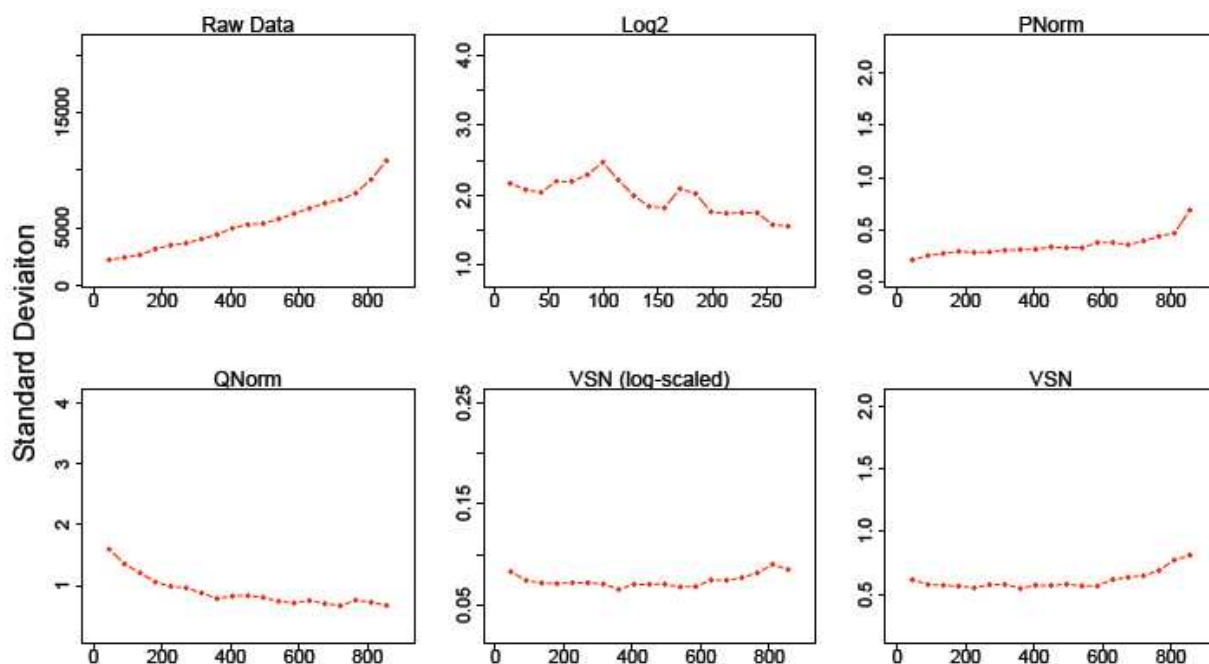 Raw Data
Log2
PNorm
15000
5000
0
0 200 400 600 800
4.0
3.0
2.0
1.0
0 50 100 150 200 250
2.0
1.5
1.0
0.5
0.0
0 200 400 600 800
Standard Deviaiton
QNorm
VSN (log-scaled)
VSN
4
3
2
1
0 200 400 600 800
0.25
0.15
0.05
0 200 400 600 800
2.0
1.5
1.0
0.5
0 200 400 600 800